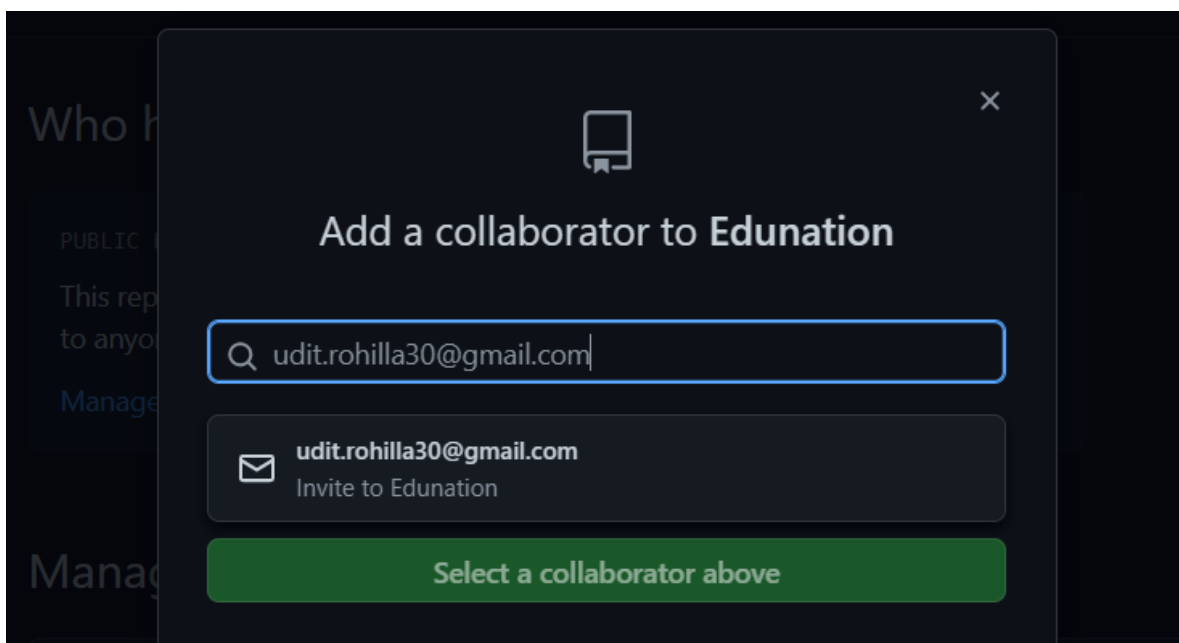 Who h
PUBLIC
This rep
to anyo
Manage
Add a collaborator to Edunation
udit.rohilla30@gmail.com
udit.rohilla30@gmail.com
Invite to Edunation
Select a collaborator above
Manag